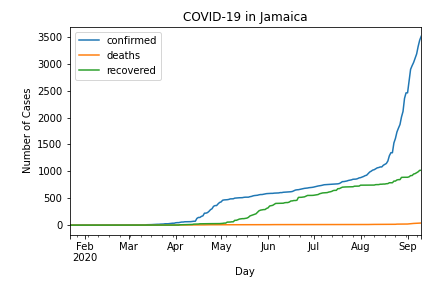 COVID-19 in Jamaica
confirmed
deaths
recovered
Number of Cases
3500
3000
2500
2000
1500
1000
500
0
Feb Mar Apr May Jun Jul Aug Sep
2020
Day